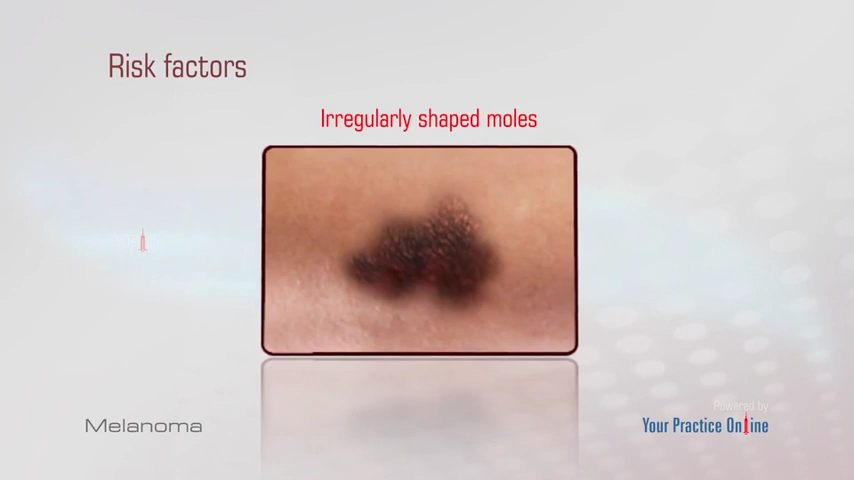 Risk factors
Irregularly shaped moles
Melanoma
Powered by
Your Practice Online